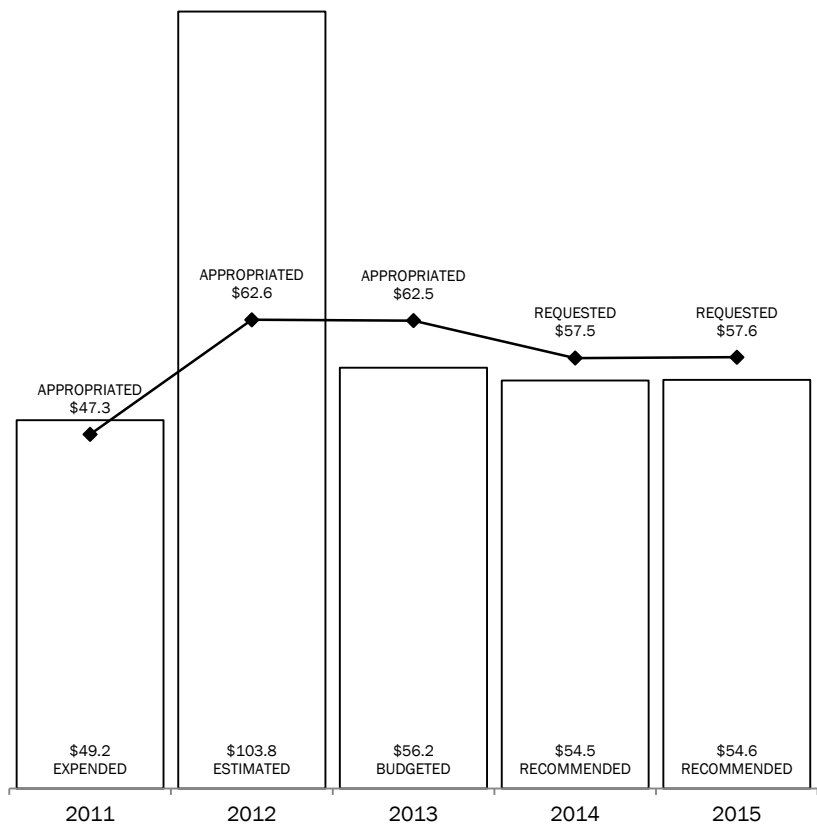 APPROPRIATED
$62.6
APPROPRIATED
$62.5
REQUESTED
$57.5
REQUESTED
$57.6
APPROPRIATED
$47.3
$49.2
EXPENDED
$103.8
ESTIMATED
$56.2
BUDGETED
$54.5
RECOMMENDED
$54.6
RECOMMENDED
2011
2012
2013
2014
2015